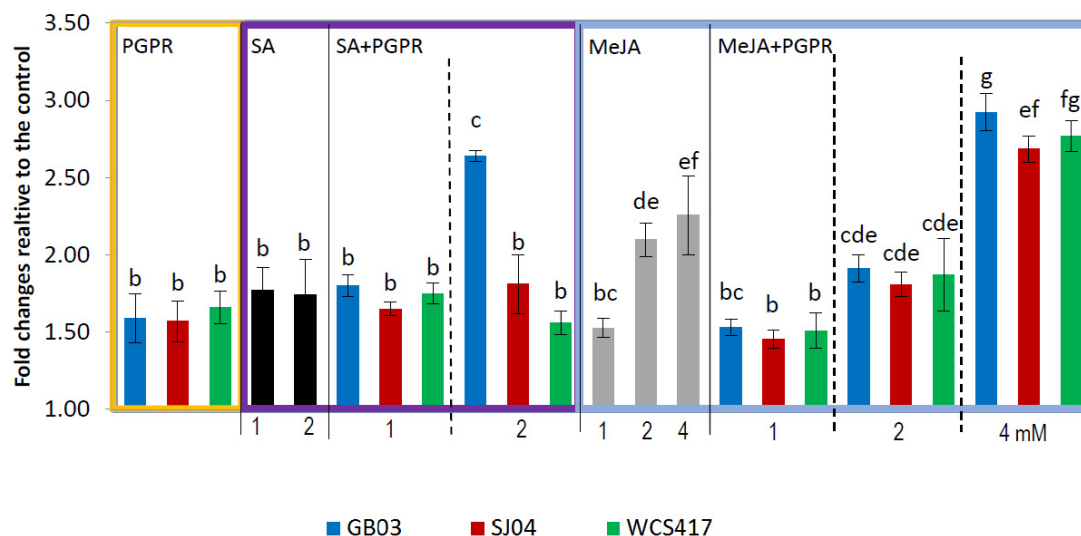 Fold changes realtive to the control
3.50
3.00
2.50
2.00
1.50
1.00
PGPR
SA
SA+PGPR
MeJA
MeJA+PGPR
b
b
b
b
b
b
b
b
c
b
b
bc
de
ef
bc
b
b
cde
cde
cde
g
ef
fg
1
2
1
2
1
2
4
1
2
4 mM
GB03
SJ04
WCS417